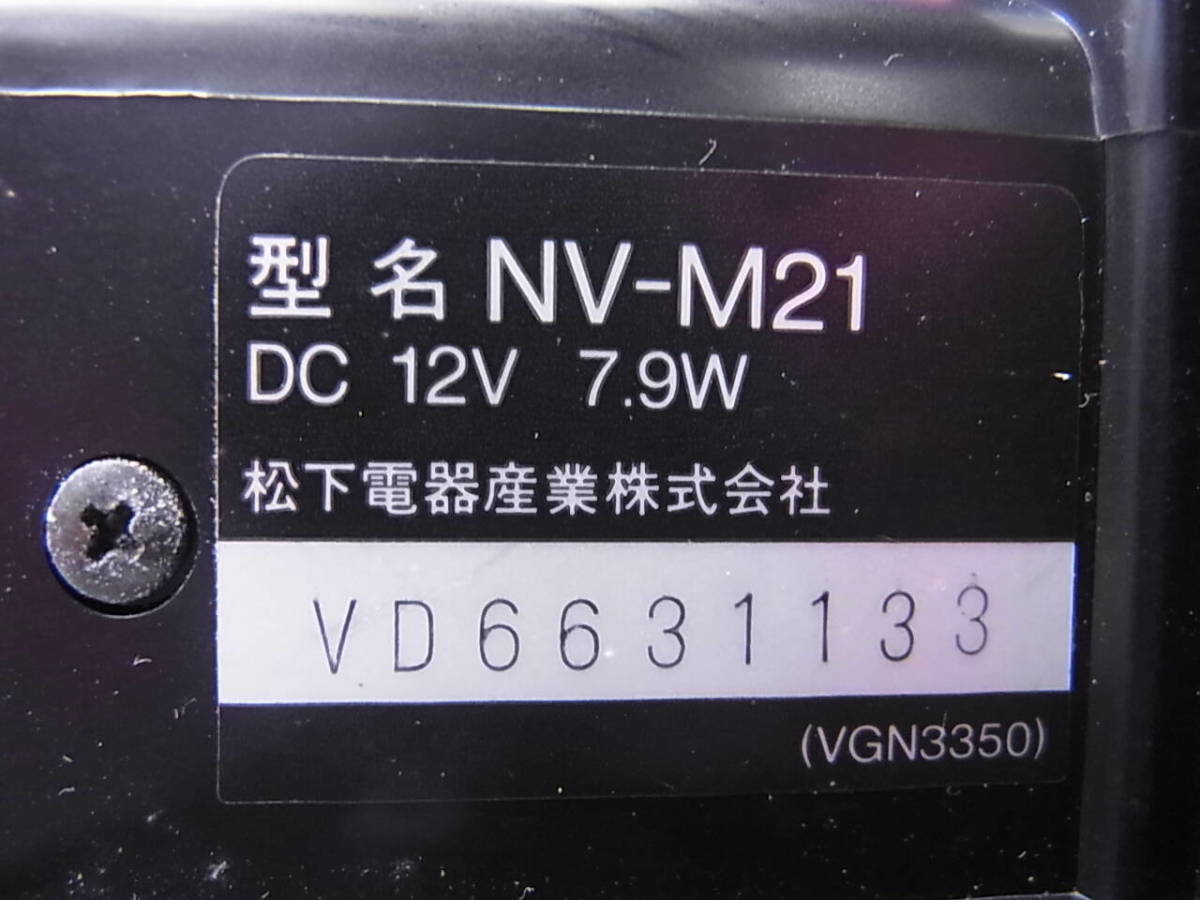 型名 NV-M21
DC 12V 7.9W
松下電器産業株式会社
VD6631133
(VGN3350)